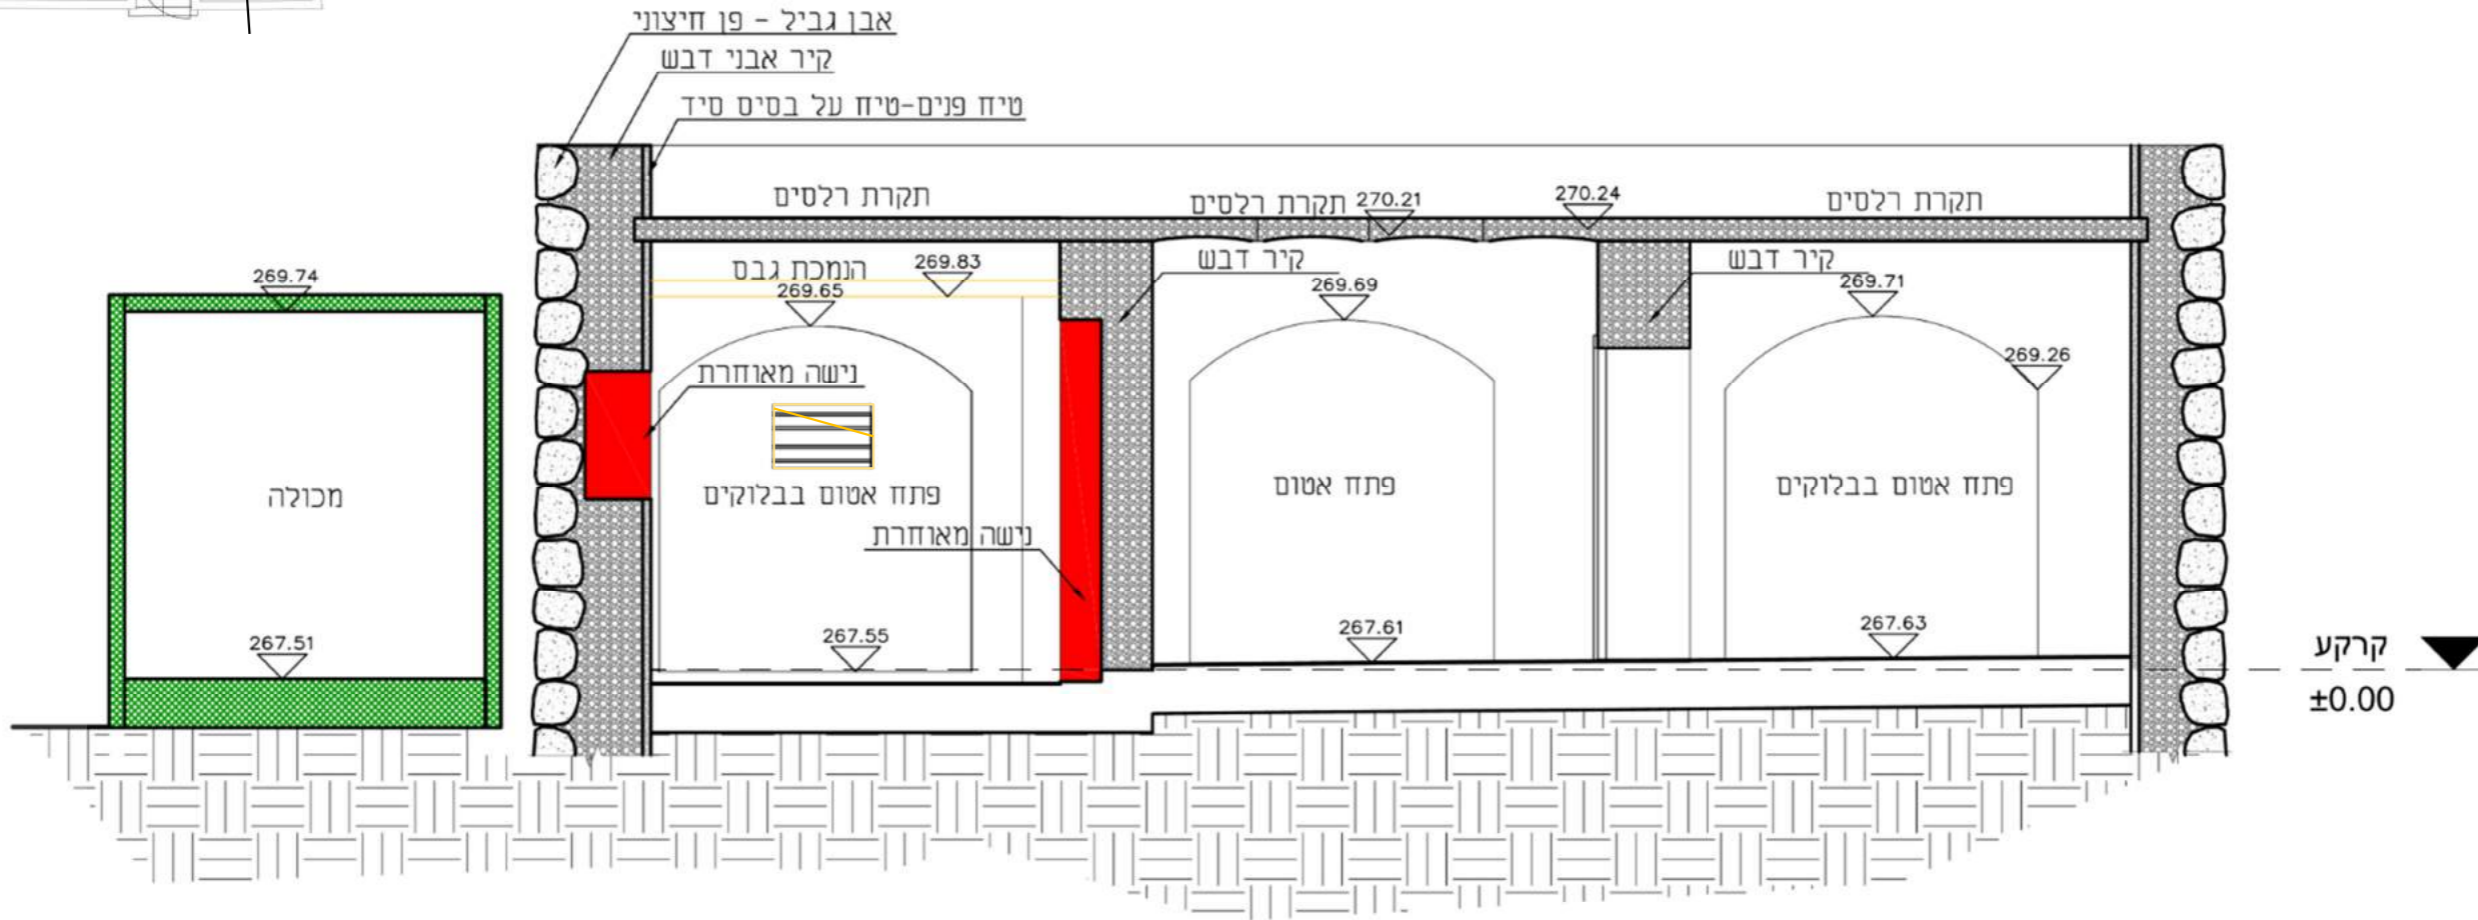 אבן גביל - פן חיצוני
קיר אבני דבש
טיח פנים-טיח על בסיס סיד
תקרת רלסים
תקרת רלסים
270.21
270.24
תקרת רלסים
269.74
הנמכת גבס
269.83
קיר דבש
קיר דבש
269.65
269.69
269.71
נישה מאוחרת
269.26
מכולה
פתח אטום בבלוקים
פתח אטום
פתח אטום בבלוקים
נישה מאוחרת
267.51
267.55
267.61
267.63
קרקע
±0.00